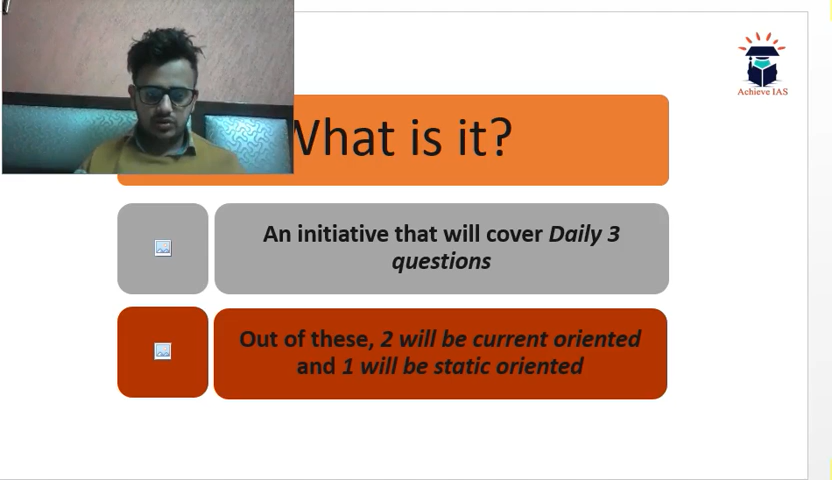 Achieve IAS
What is it?
An initiative that will cover Daily 3
questions
Out of these, 2 will be current oriented
and 1 will be static oriented